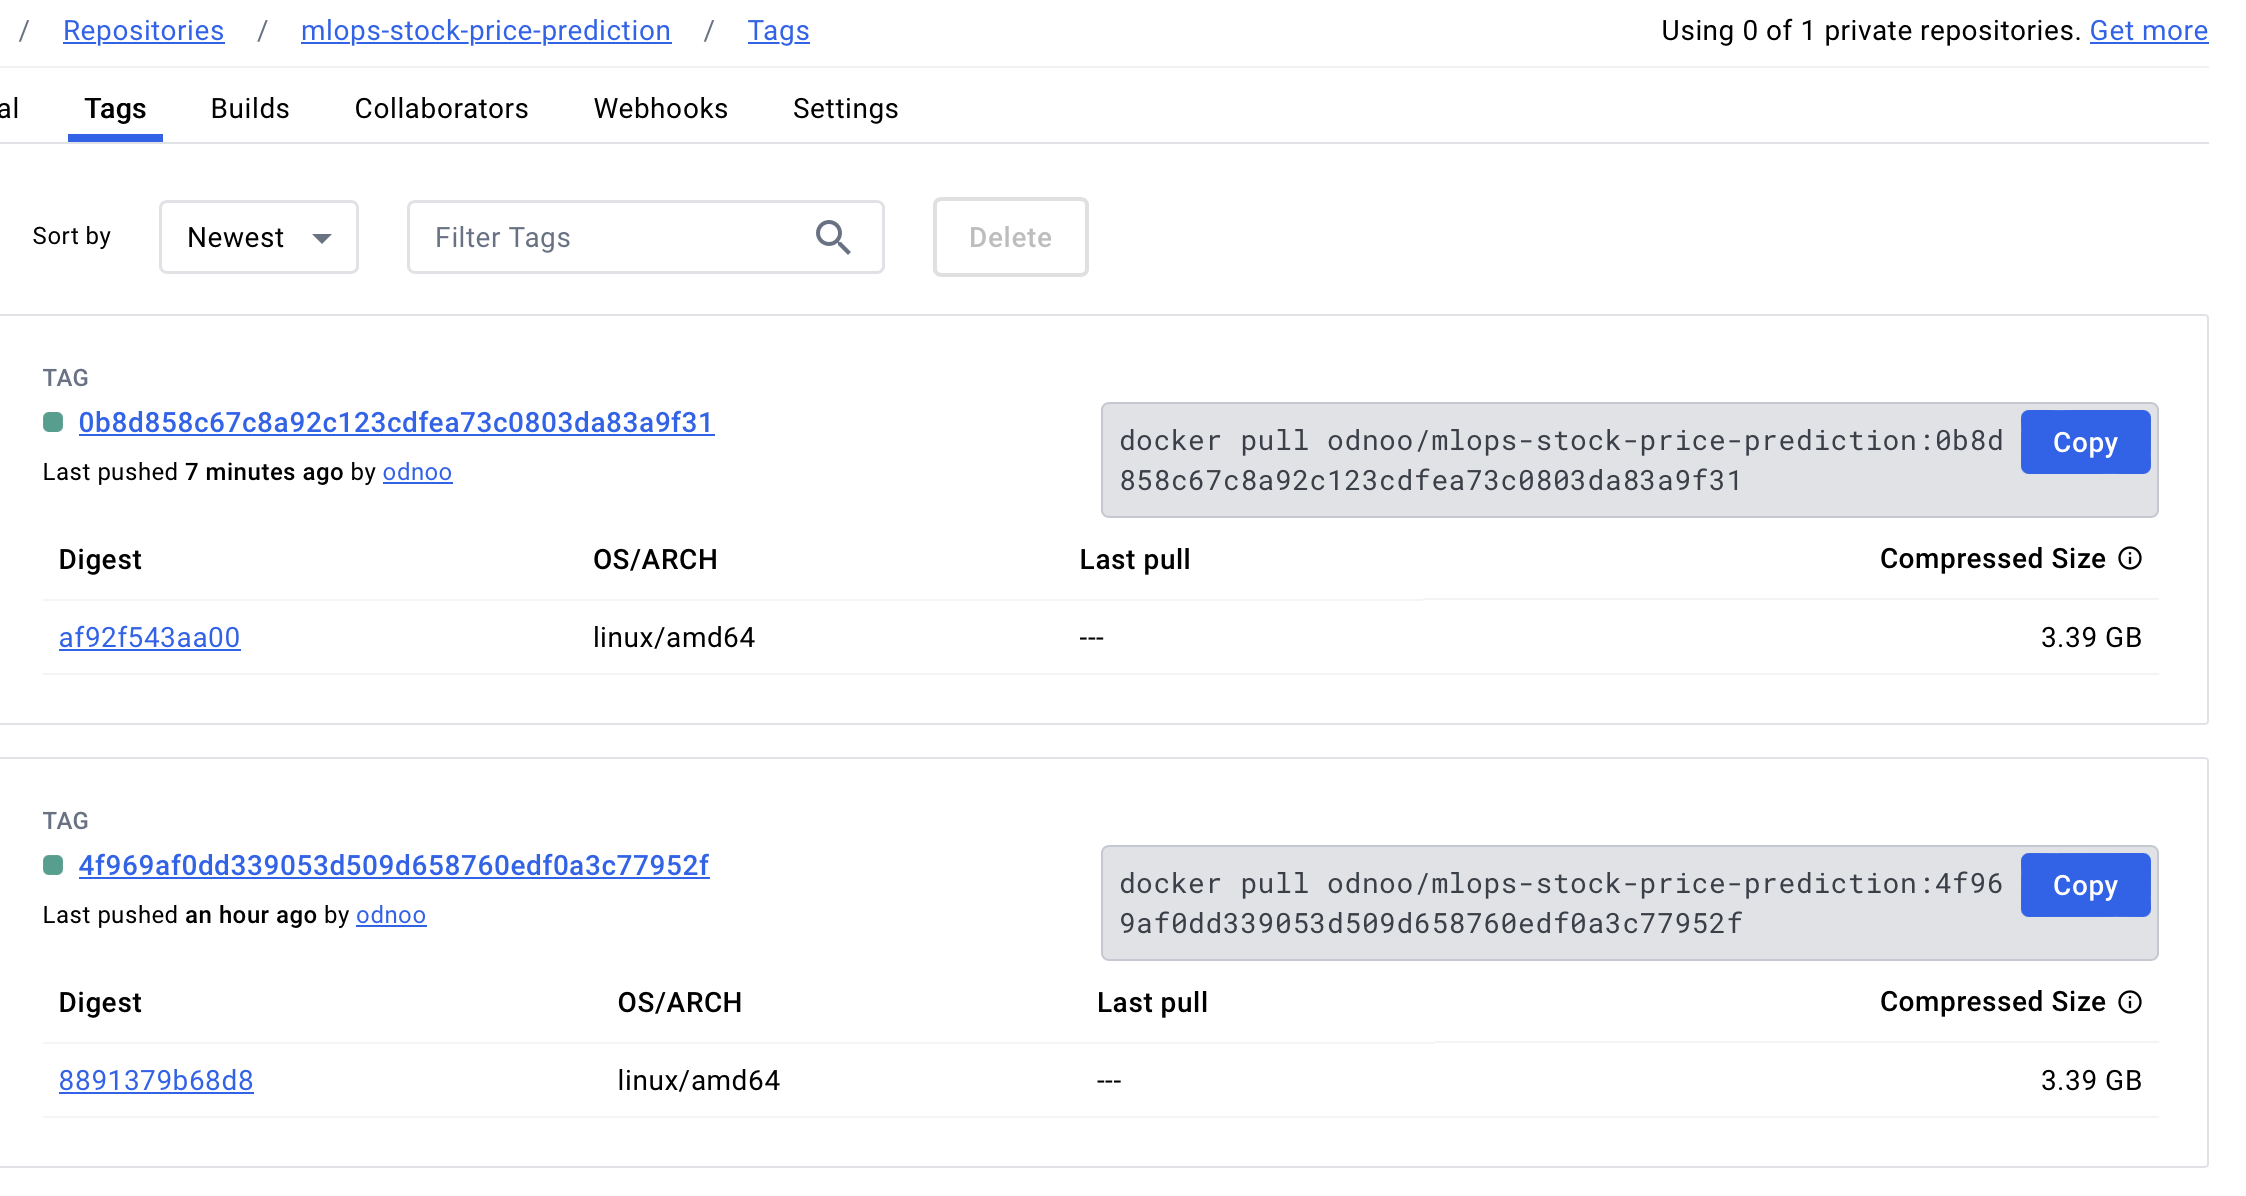 / Repositories / mlops-stock-price-prediction / Tags Using 0 of 1 private repositories. Get more
al Tags Builds Collaborators Webhooks Settings
Sort by Newest Filter Tags Delete
TAG
0b8d858c67c8a92c123cdfea73c0803da83a9f31
Last pushed 7 minutes ago by odnoo
docker pull odnoo/mlops-stock-price-prediction:0b8d
858c67c8a92c123cdfea73c0803da83a9f31
Copy
Digest OS/ARCH Last pull Compressed Size
af92f543aa00 linux/amd64 --- 3.39 GB
TAG
4f969af0dd339053d509d658760edf0a3c77952f
Last pushed an hour ago by odnoo
docker pull odnoo/mlops-stock-price-prediction:4f96
9af0dd339053d509d658760edf0a3c77952f
Copy
Digest OS/ARCH Last pull Compressed Size
8891379b68d8 linux/amd64 --- 3.39 GB